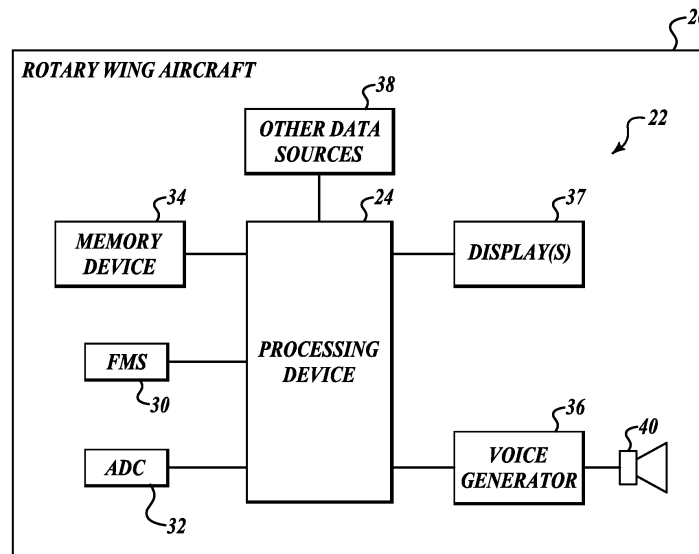 ROTARY WING AIRCRAFT
38
OTHER DATA
SOURCES
22
34
24
37
MEMORY
DEVICE
DISPLAY(S)
PROCESSING
DEVICE
FMS
30
36
40
VOICE
GENERATOR
ADC
32